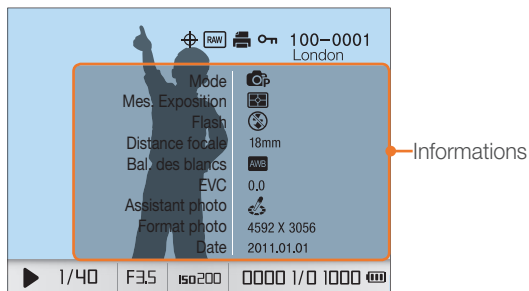 RAW 100-0001
London
Mode P
Mes. Exposition
Flash
Distance focale 18mm
Bal. des blancs AWB
EVC 0.0
Assistant photo
Format photo 4592 X 3056
Date 2011.01.01
Informations
1/40 F3.5 ISO200 0000 1/0 1000